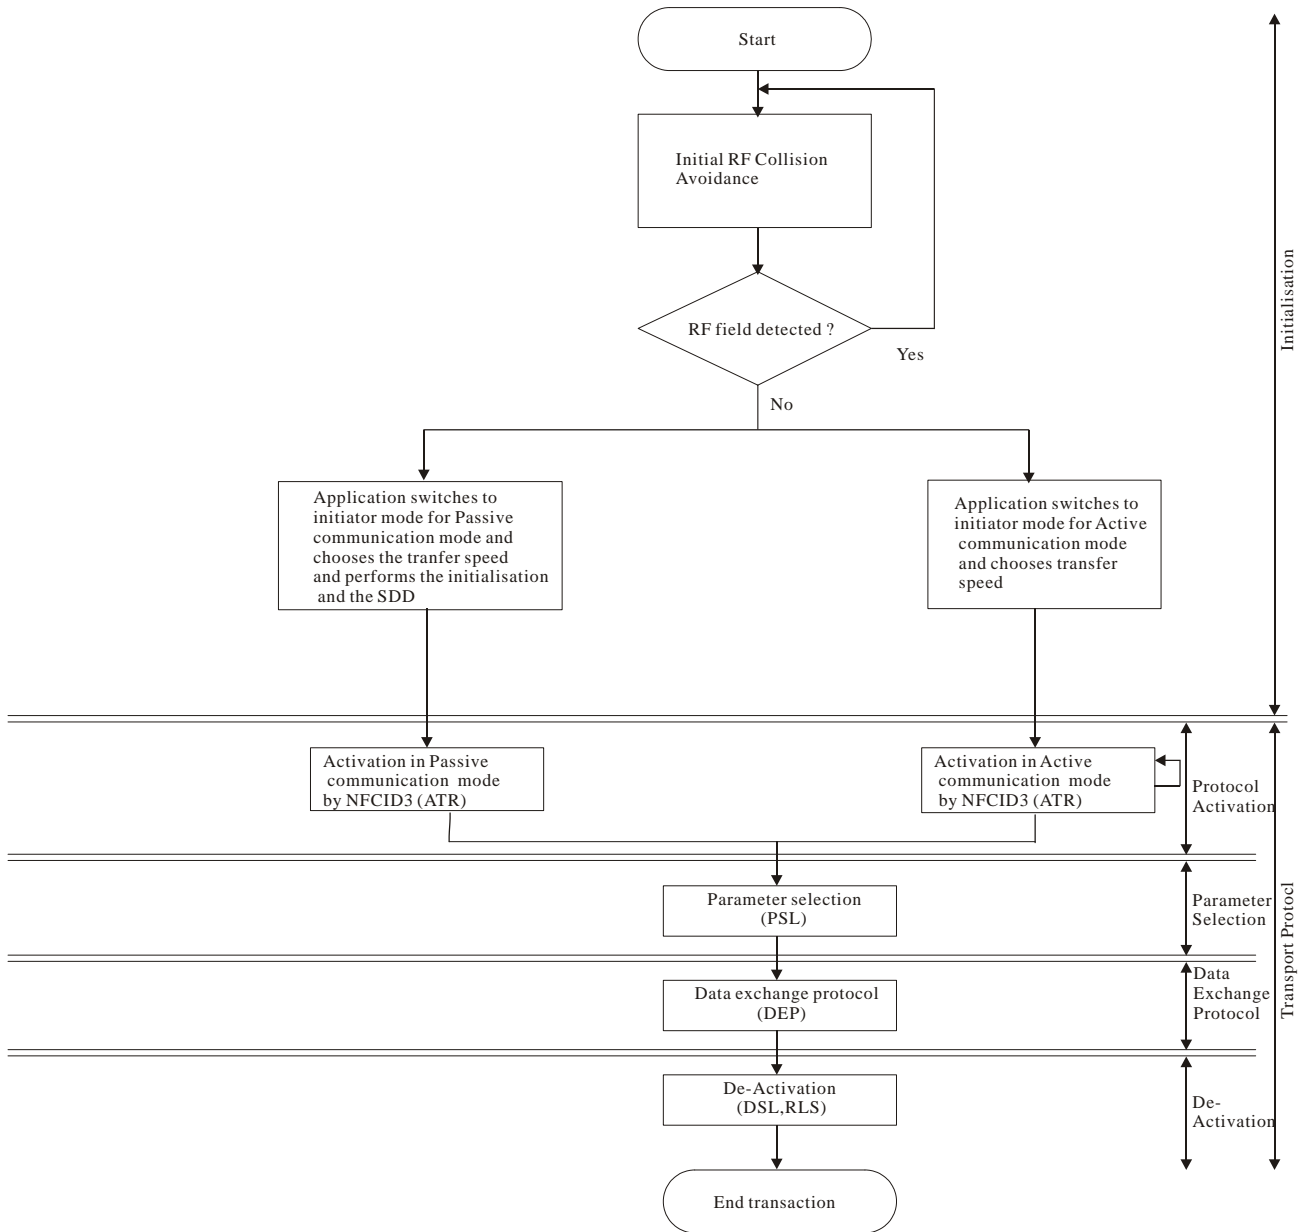 Start
Initial RF Collision
Avoidance
RF field detected ?
Yes
No
Initialisation
Application switches to
initiator mode for Passive
communication mode and
chooses the tranfer speed
and performs the initialisation
and the SDD
Application switches to
initiator mode for Active
communication mode
and chooses transfer
speed
Activation in Passive
communication mode
by NFCID3 (ATR)
Activation in Active
communication mode
by NFCID3 (ATR)
Protocol
Activation
Parameter selection
(PSL)
Parameter
Selection
Transport Protocl
Data exchange protocol
(DEP)
Data
Exchange
Protocol
De-Activation
(DSL,RLS)
De-
Activation
End transaction